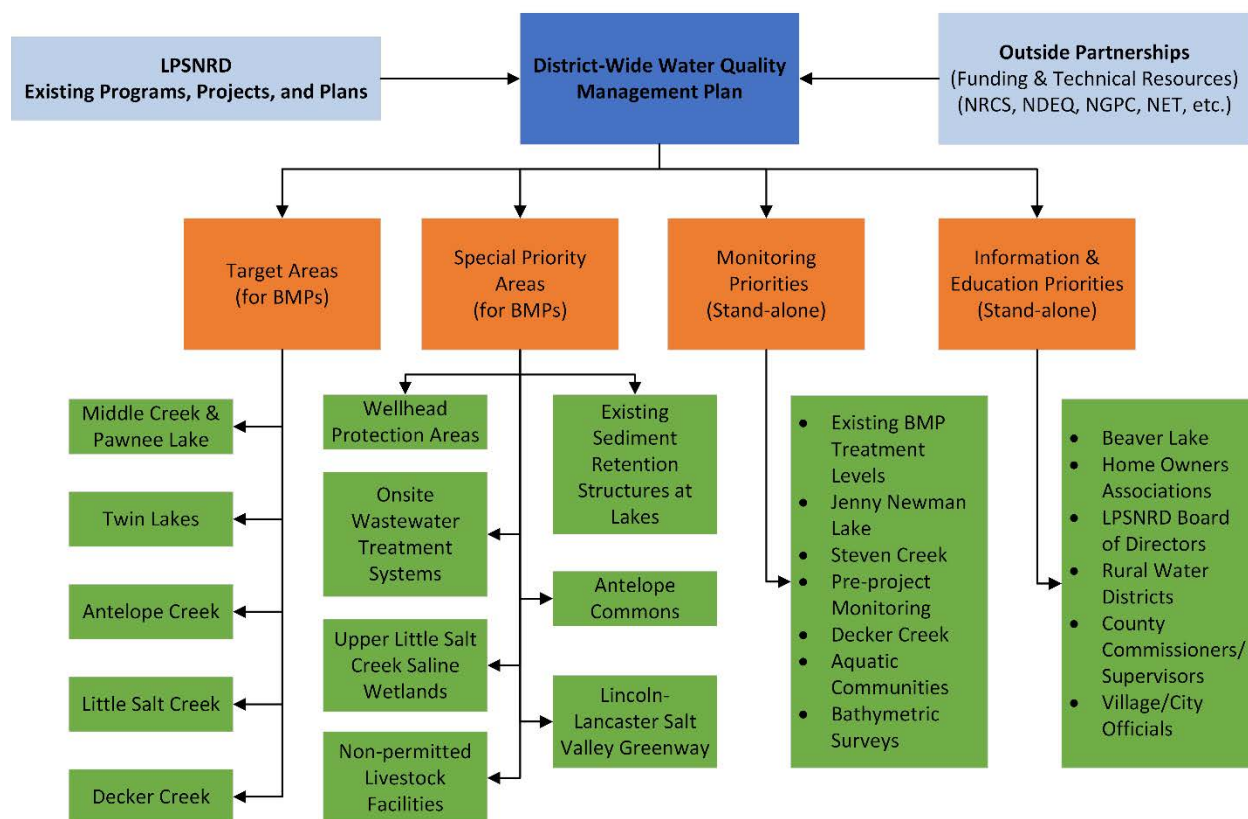 LPSNRD
Existing Programs, Projects, and Plans
District-Wide Water Quality
Management Plan
Outside Partnerships
(Funding & Technical Resources)
(NRCS, NDEQ, NGPC, NET, etc.)
Target Areas
(for BMPs)
Special Priority
Areas
(for BMPs)
Monitoring
Priorities
(Stand-alone)
Information &
Education Priorities
(Stand-alone)
Middle Creek &
Pawnee Lake
Twin Lakes
Antelope Creek
Little Salt Creek
Decker Creek
Wellhead
Protection Areas
Onsite
Wastewater
Treatment
Systems
Upper Little Salt
Creek Saline
Wetlands
Non-permitted
Livestock
Facilities
Existing
Sediment
Retention
Structures at
Lakes
Antelope
Commons
Lincoln-
Lancaster Salt
Valley Greenway
• Existing BMP
Treatment
Levels
• Jenny Newman
Lake
• Steven Creek
• Pre-project
Monitoring
• Decker Creek
• Aquatic
Communities
• Bathymetric
Surveys
• Beaver Lake
• Home Owners
Associations
• LPSNRD Board
of Directors
• Rural Water
Districts
• County
Commissioners/
Supervisors
• Village/City
Officials